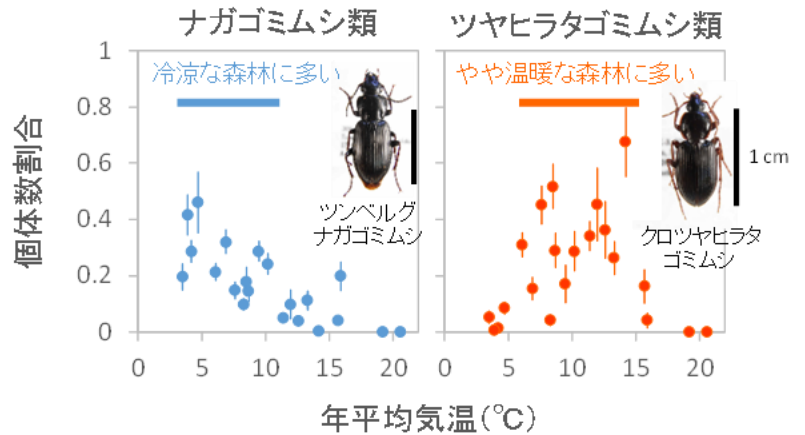 ナガゴミムシ類
ツヤヒラタゴミムシ類
個体数割合
1
0.8
0.6
0.4
0.2
0
冷涼な森林に多い
ツンベルグ
ナガゴミムシ
0 5 10 15 20
やや温暖な森林に多い
1 cm
クロツヤヒラタ
ゴミムシ
0 5 10 15 20
年平均気温(℃)